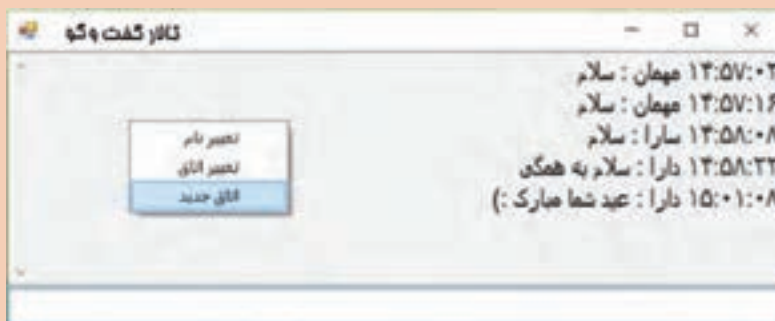 تالار گفت و گو
۱۴:۵۷:۰۲ مهمان : سلام
۱۴:۵۷:۱۶ مهمان : سلام
۱۴:۵۸:۰۸ سارا : سلام
۱۴:۵۸:۲۲ دارا : سلام به همگی
۱۵:۰۱:۰۸ دارا : عید شما مبارک :)
تغییر نام
تغییر اتاق
اتاق جدید